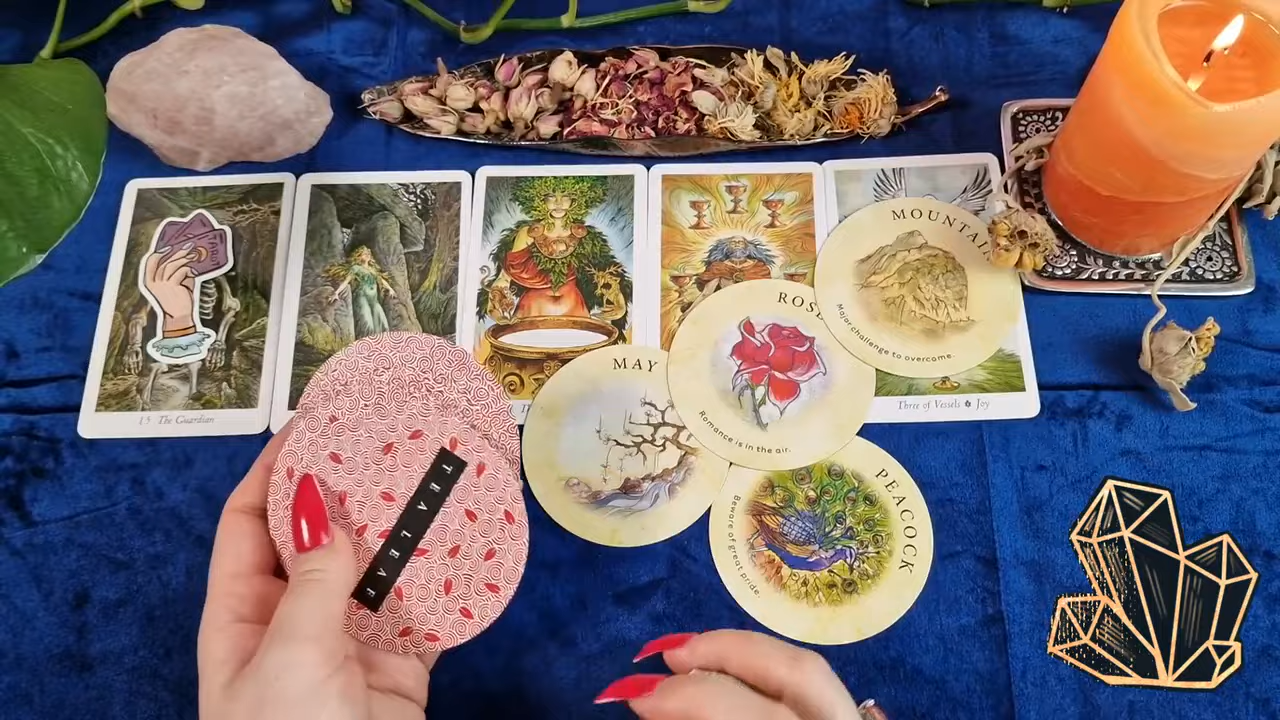 MOUNTAI
Major challenge to overcome.
ROSE
Romance is in the air.
MAY
PEACOCK
Beware of great pride.
TEA LEAF
15 The Guardian
Three of Vessels Joy